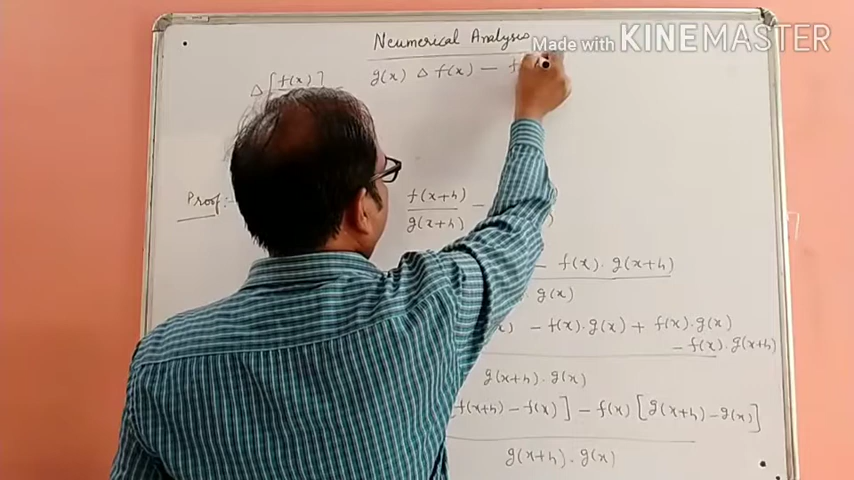 Neumerical Analysis
Made with KINEMASTER
Δ[f(x)] g(x) Δ f(x) — f
Proof :-
f(x+h) —
g(x+h)
— f(x). g(x+h)
g(x)
— f(x).g(x) + f(x).g(x)
— f(x).g(x+h)
g(x+h).g(x)
f(x+h) - f(x)] - f(x) [g(x+h) - g(x)]
g(x+h). g(x)